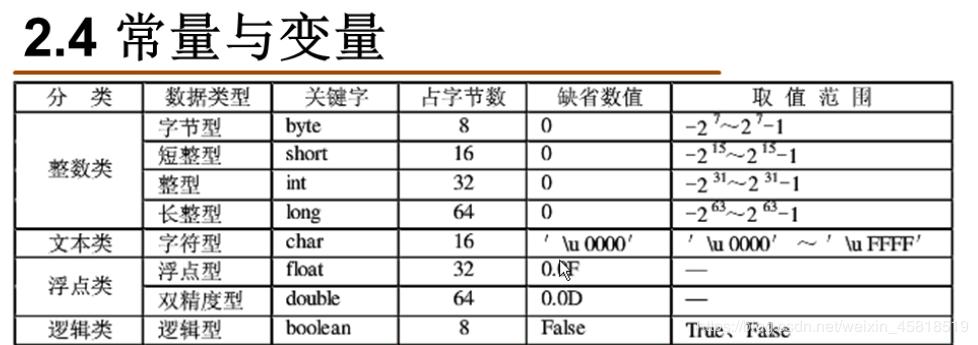 2.4 常量与变量
分 类 数据类型 关键字 占字节数 缺省数值 取 值 范 围
整数类 字节型 byte 8 0 -2^7～2^7-1
短整型 short 16 0 -2^15～2^15-1
整型 int 32 0 -2^31～2^31-1
长整型 long 64 0 -2^63～2^63-1
文本类 字符型 char 16 ' \u 0000' ' \u 0000' ～ ' \u FFFF'
浮点类 浮点型 float 32 0.0F —
双精度型 double 64 0.0D —
逻辑类 逻辑型 boolean 8 False True、False